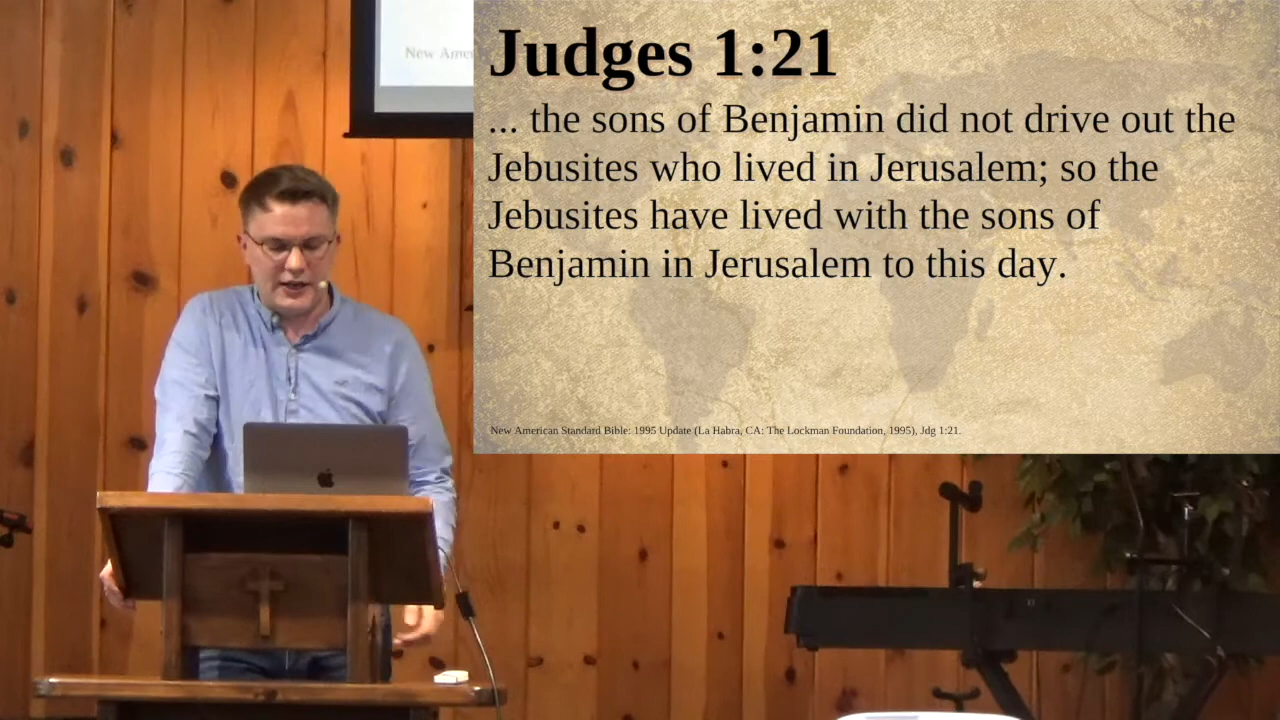 New Amer
Judges 1:21
... the sons of Benjamin did not drive out the
Jebusites who lived in Jerusalem; so the
Jebusites have lived with the sons of
Benjamin in Jerusalem to this day.
New American Standard Bible: 1995 Update (La Habra, CA: The Lockman Foundation, 1995), Jdg 1:21.